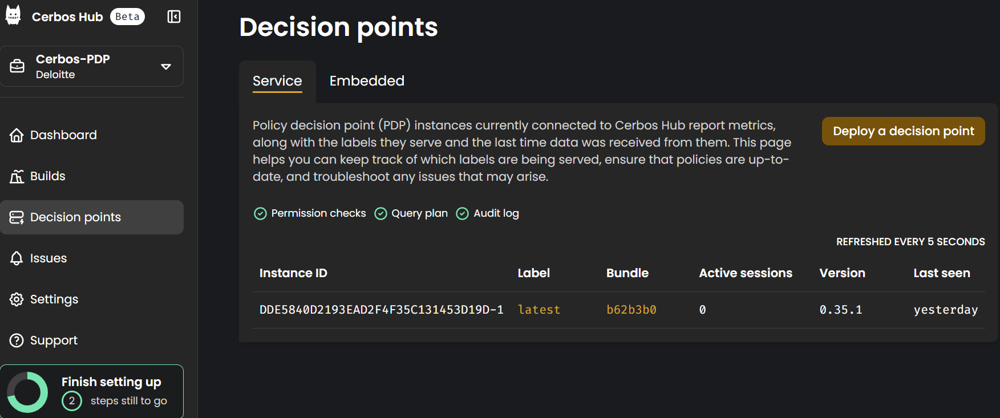 Cerbos Hub Beta
Cerbos-PDP
Deloitte
Dashboard
Builds
Decision points
Issues
Settings
Support
Finish setting up
2 steps still to go
Decision points
Service Embedded
Policy decision point (PDP) instances currently connected to Cerbos Hub report metrics,
along with the labels they serve and the last time data was received from them. This page
helps you can keep track of which labels are being served, ensure that policies are up-to-
date, and troubleshoot any issues that may arise.
Deploy a decision point
Permission checks Query plan Audit log
REFRESHED EVERY 5 SECONDS
Instance ID Label Bundle Active sessions Version Last seen
DDE5840D2193EAD2F4F35C131453D19D-1 latest b62b3b0 0 0.35.1 yesterday